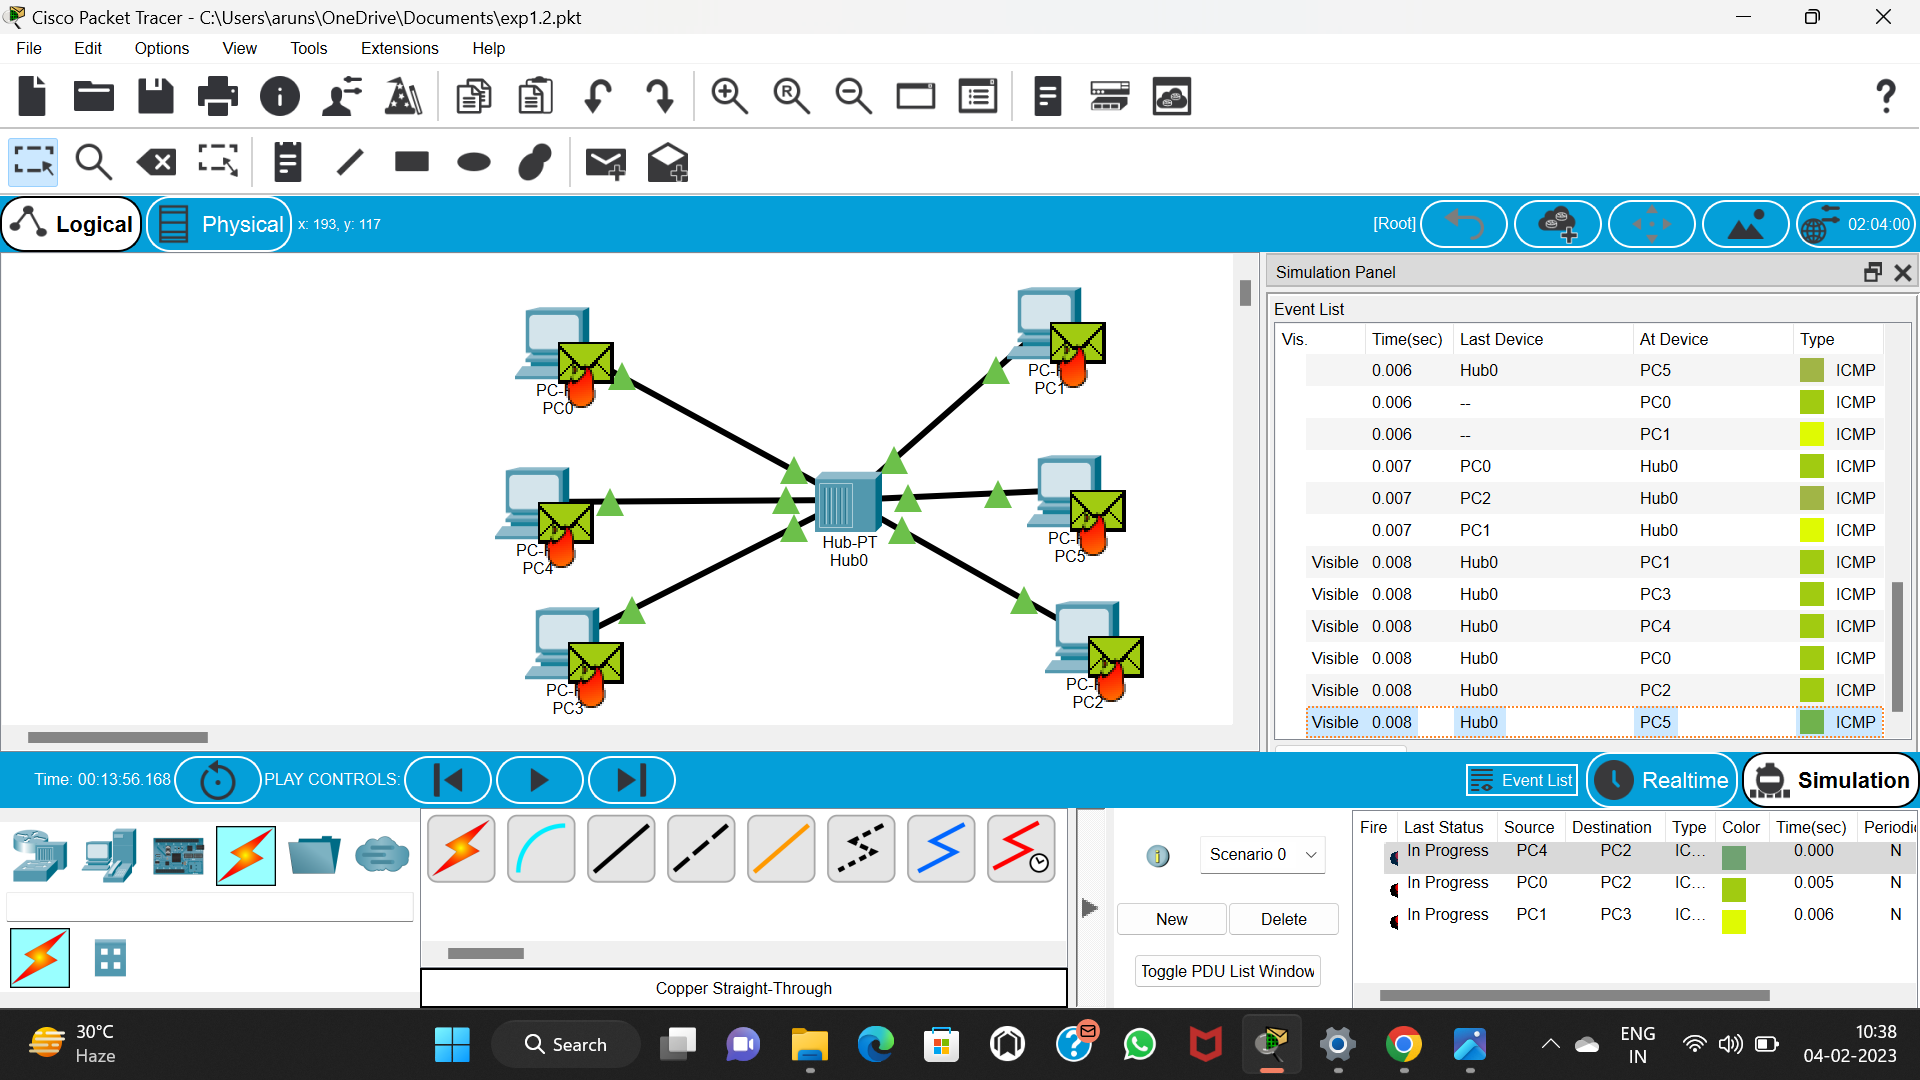 Cisco Packet Tracer - C:\Users\aruns\OneDrive\Documents\exp1.2.pkt
File Edit Options View Tools Extensions Help
Logical Physical x: 193, y: 117 [Root] 02:04:00
Simulation Panel
Event List
Vis. Time(sec) Last Device At Device Type
0.006 Hub0 PC5 ICMP
0.006 -- PC0 ICMP
0.006 -- PC1 ICMP
0.007 PC0 Hub0 ICMP
0.007 PC2 Hub0 ICMP
0.007 PC1 Hub0 ICMP
Visible 0.008 Hub0 PC1 ICMP
Visible 0.008 Hub0 PC3 ICMP
Visible 0.008 Hub0 PC4 ICMP
Visible 0.008 Hub0 PC0 ICMP
Visible 0.008 Hub0 PC2 ICMP
Visible 0.008 Hub0 PC5 ICMP
PC0
PC1
PC4
Hub-PT
Hub0
PC5
PC3
PC2
Time: 00:13:56.168 PLAY CONTROLS: Event List Realtime Simulation
Scenario 0
New Delete
Toggle PDU List Window
Fire Last Status Source Destination Type Color Time(sec) Periodic
In Progress PC4 PC2 IC... 0.000 N
In Progress PC0 PC2 IC... 0.005 N
In Progress PC1 PC3 IC... 0.006 N
Copper Straight-Through
30°C
Haze
Search
ENG
IN
10:38
04-02-2023